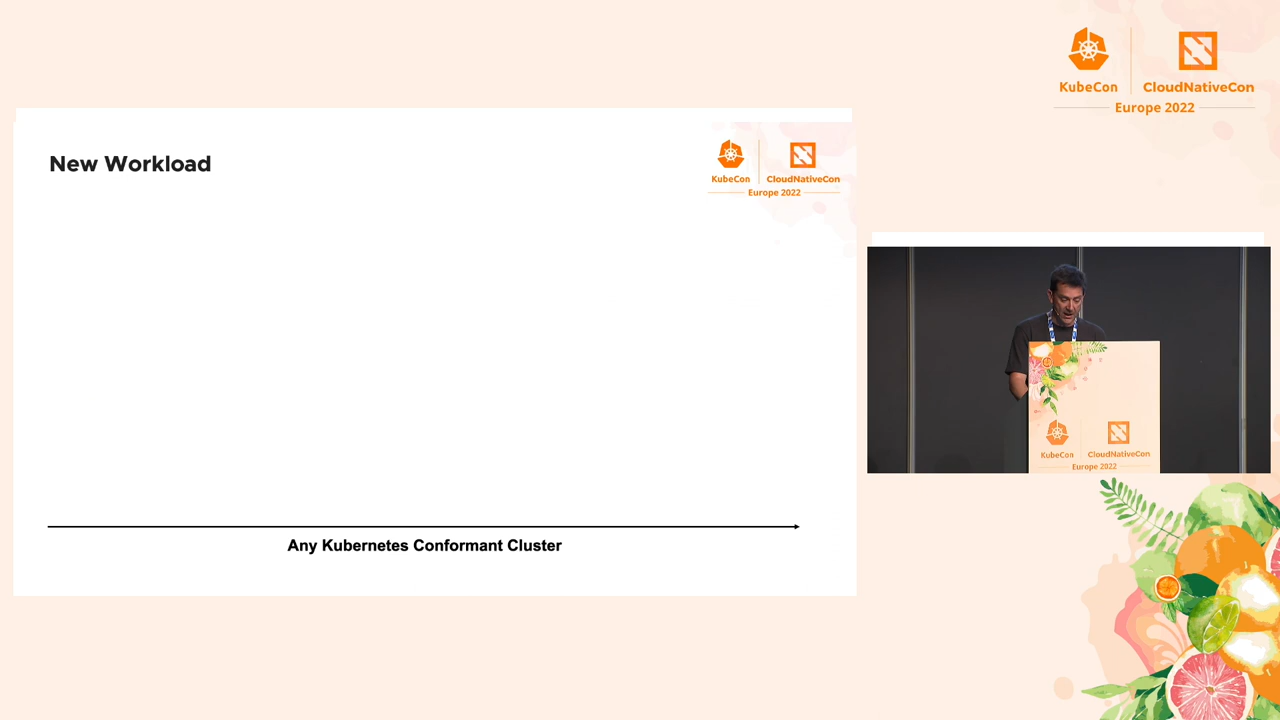 KubeCon
CloudNativeCon
Europe 2022
New Workload
KubeCon
CloudNativeCon
Europe 2022
Any Kubernetes Conformant Cluster
KubeCon
CloudNativeCon
Europe 2022